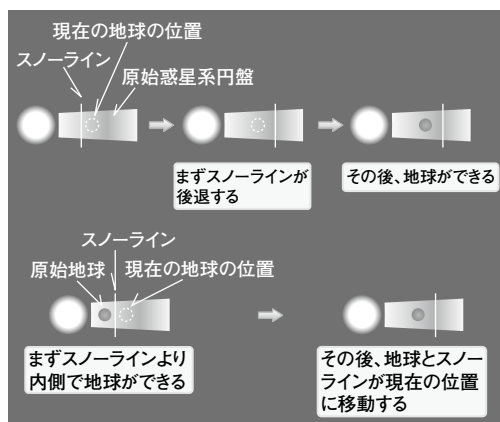 現在の地球の位置
スノーライン
原始惑星系円盤
まずスノーラインが
後退する
その後、地球ができる
スノーライン
原始地球
現在の地球の位置
まずスノーラインより
内側で地球ができる
その後、地球とスノー
ラインが現在の位置
に移動する